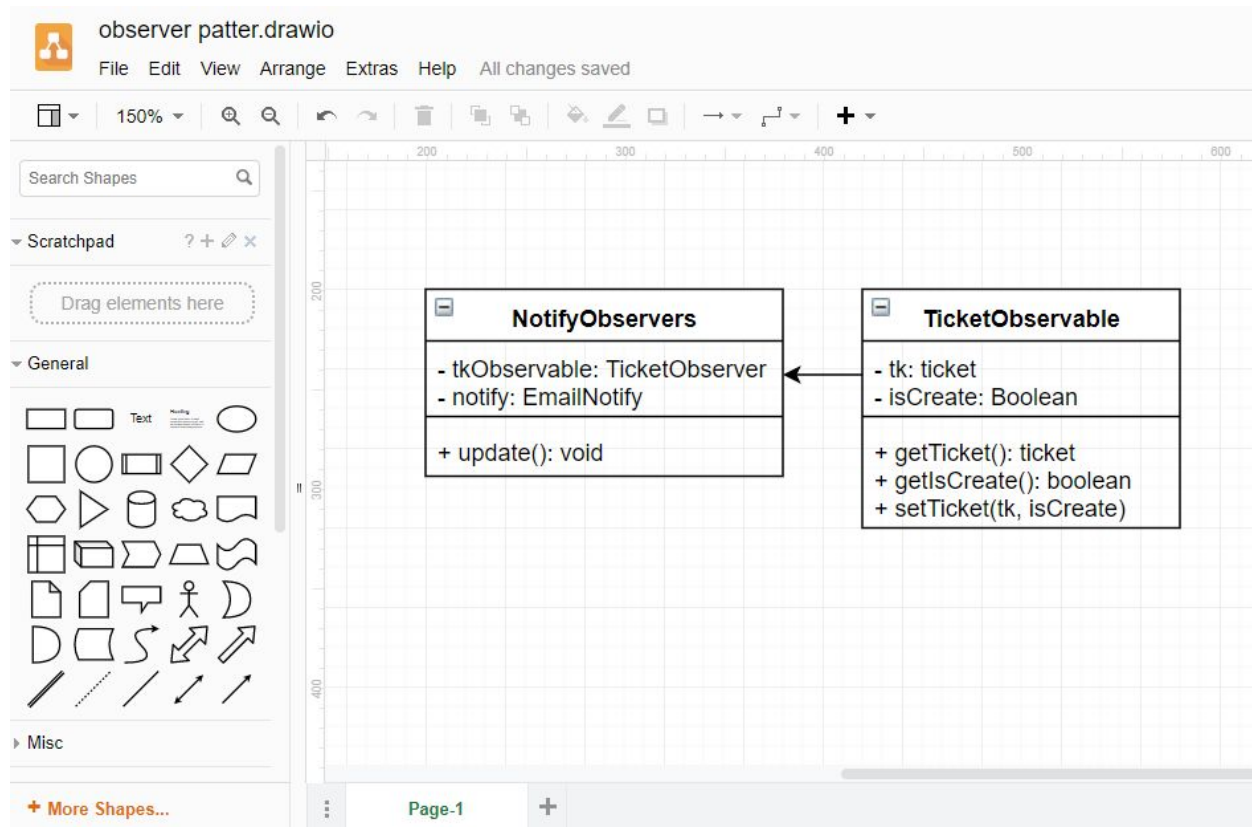 observer patter.drawio
File Edit View Arrange Extras Help All changes saved
150%
200 300 400 500 600
Search Shapes
Scratchpad ? +
Drag elements here
General
Text
Heading
Misc
+ More Shapes...
200
300
400
NotifyObservers
- tkObservable: TicketObserver
- notify: EmailNotify
+ update(): void
TicketObservable
- tk: ticket
- isCreate: Boolean
+ getTicket(): ticket
+ getIsCreate(): boolean
+ setTicket(tk, isCreate)
Page-1